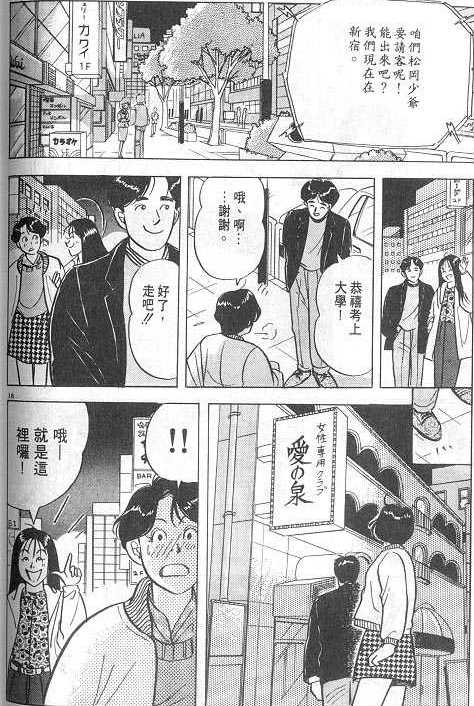 咱們松岡少爺
要請客呢！
能出來吧？
我們現在在
新宿。
カワイ
1F
カラオケ
恭禧考上
大學！
哦、啊……
…謝謝。
好了，
走吧!!
18
女性専用クラブ
愛の泉
!!
BAR
哦—
就是這
裡囉！